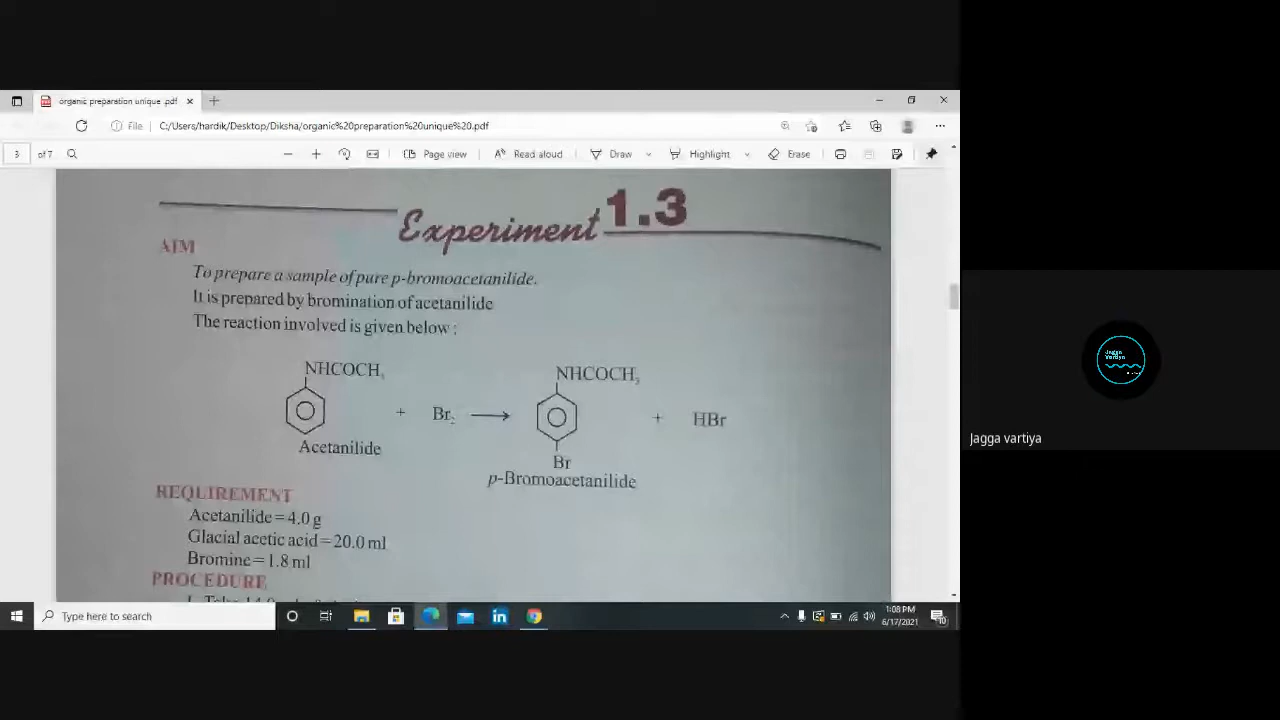 organic preparation unique .pdf
File
C:/Users/hardik/Desktop/Diksha/organic%20preparation%20unique%20.pdf
3 of 7
Page view
Read aloud
Draw
Highlight
Erase
Experiment 1.3
AIM
To prepare a sample of pure p-bromoacetanilide.
It is prepared by bromination of acetanilide
The reaction involved is given below :
NHCOCH3
NHCOCH3
+ Br2 ⟶ + HBr
Acetanilide
Br
p-Bromoacetanilide
REQLIREMENT
Acetanilide = 4.0 g
Glacial acetic acid = 20.0 ml
Bromine = 1.8 ml
PROCEDURE
Type here to search
1:08 PM
6/17/2021
Jagga
Vartiya
Jagga vartiya